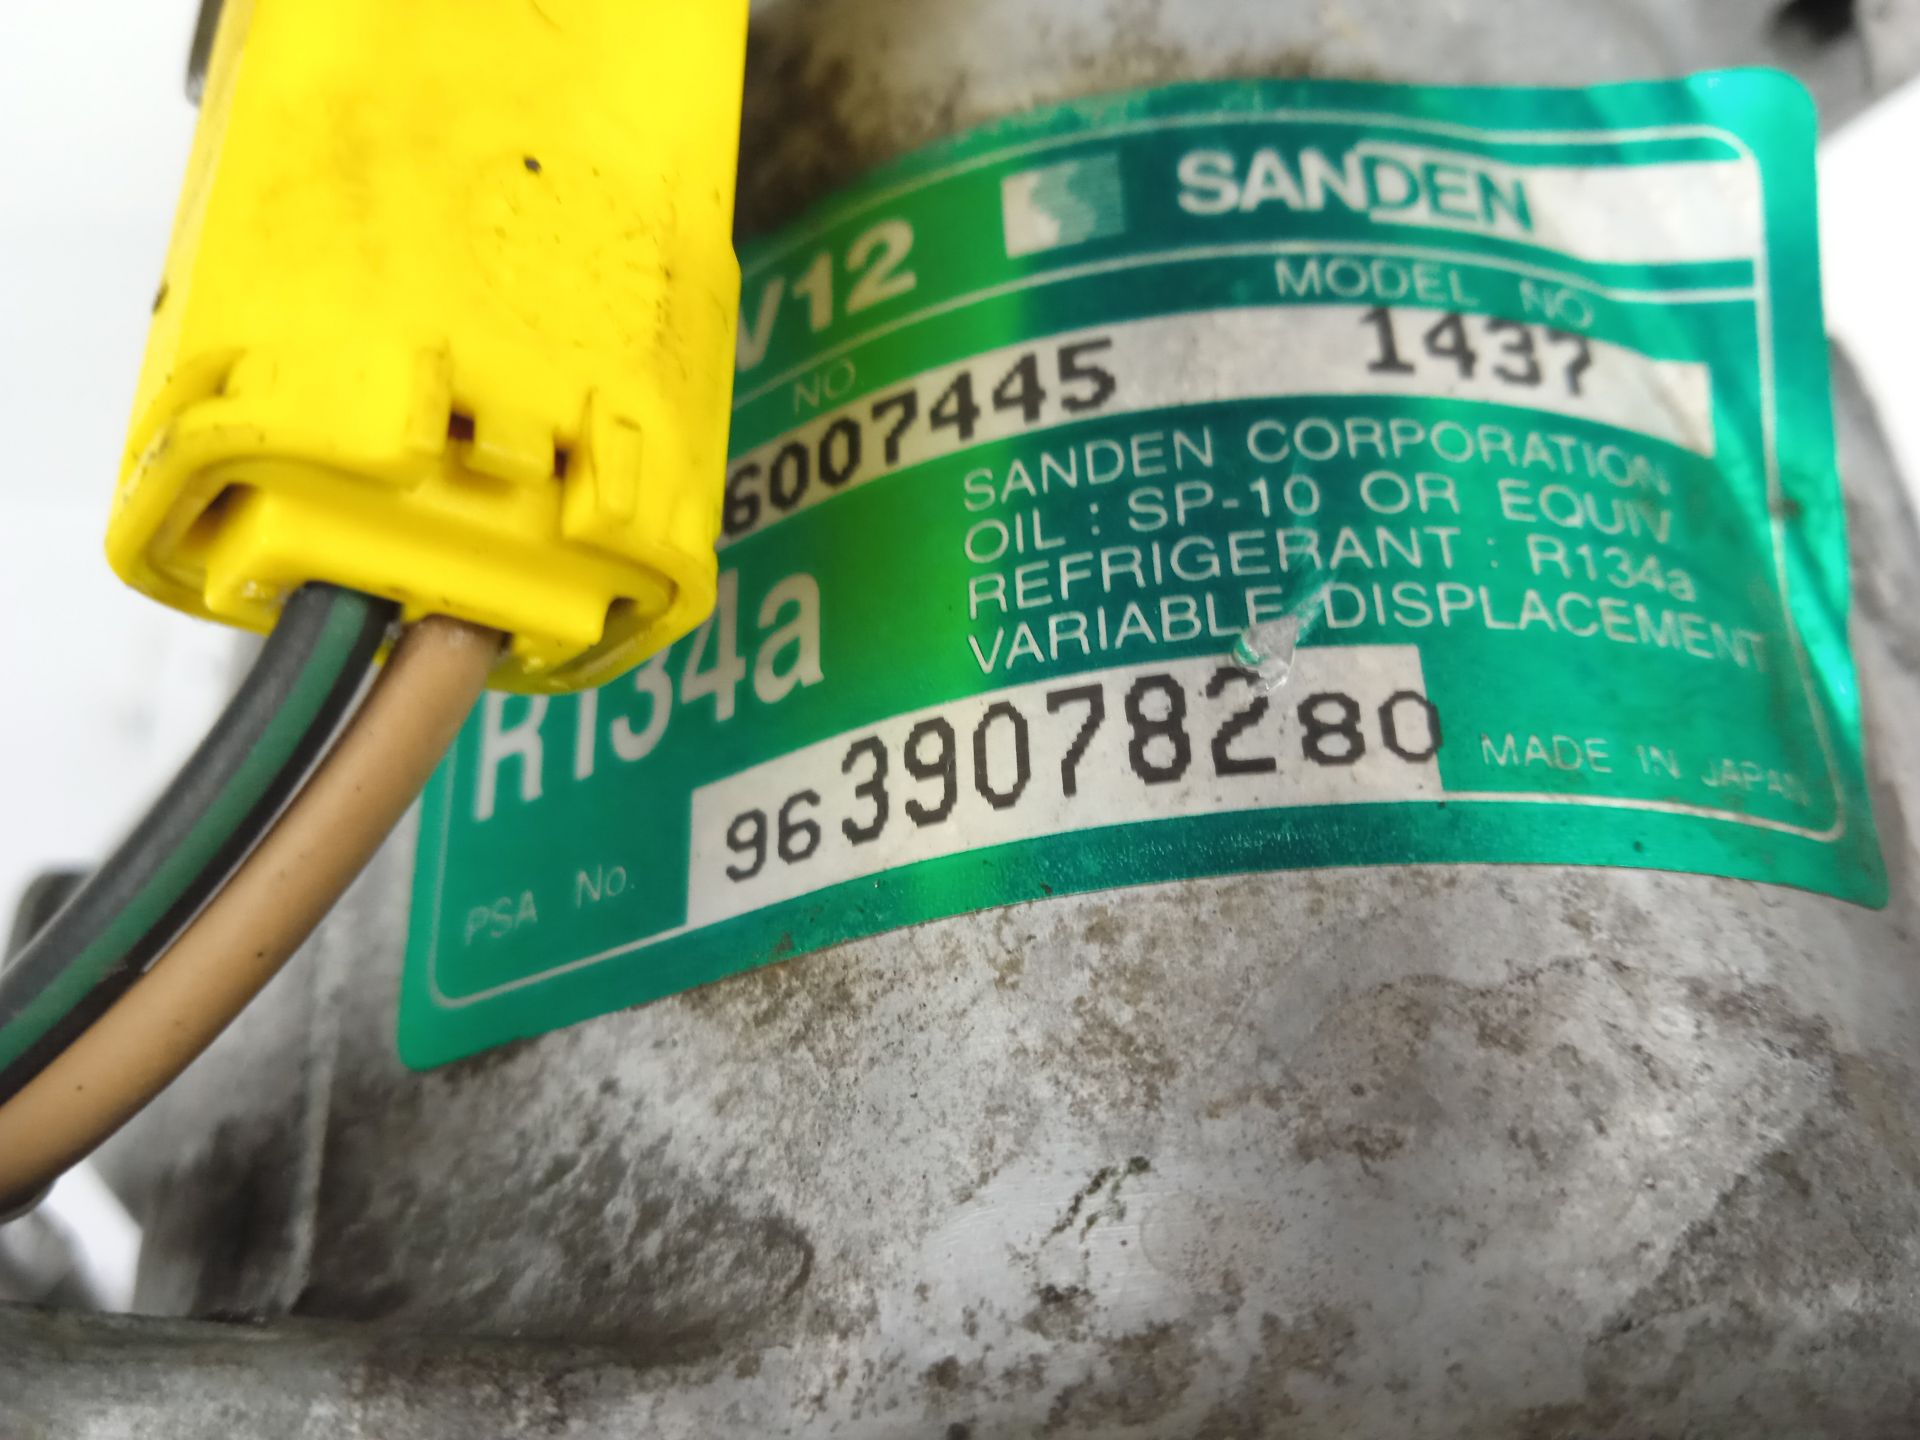 V12 SANDEN
NO. MODEL NO.
6007445 1437
SANDEN CORPORATION
OIL : SP-10 OR EQUIV
REFRIGERANT : R134a
VARIABLE DISPLACEMENT
R134a
PSA No. 9639078280 MADE IN JAPAN